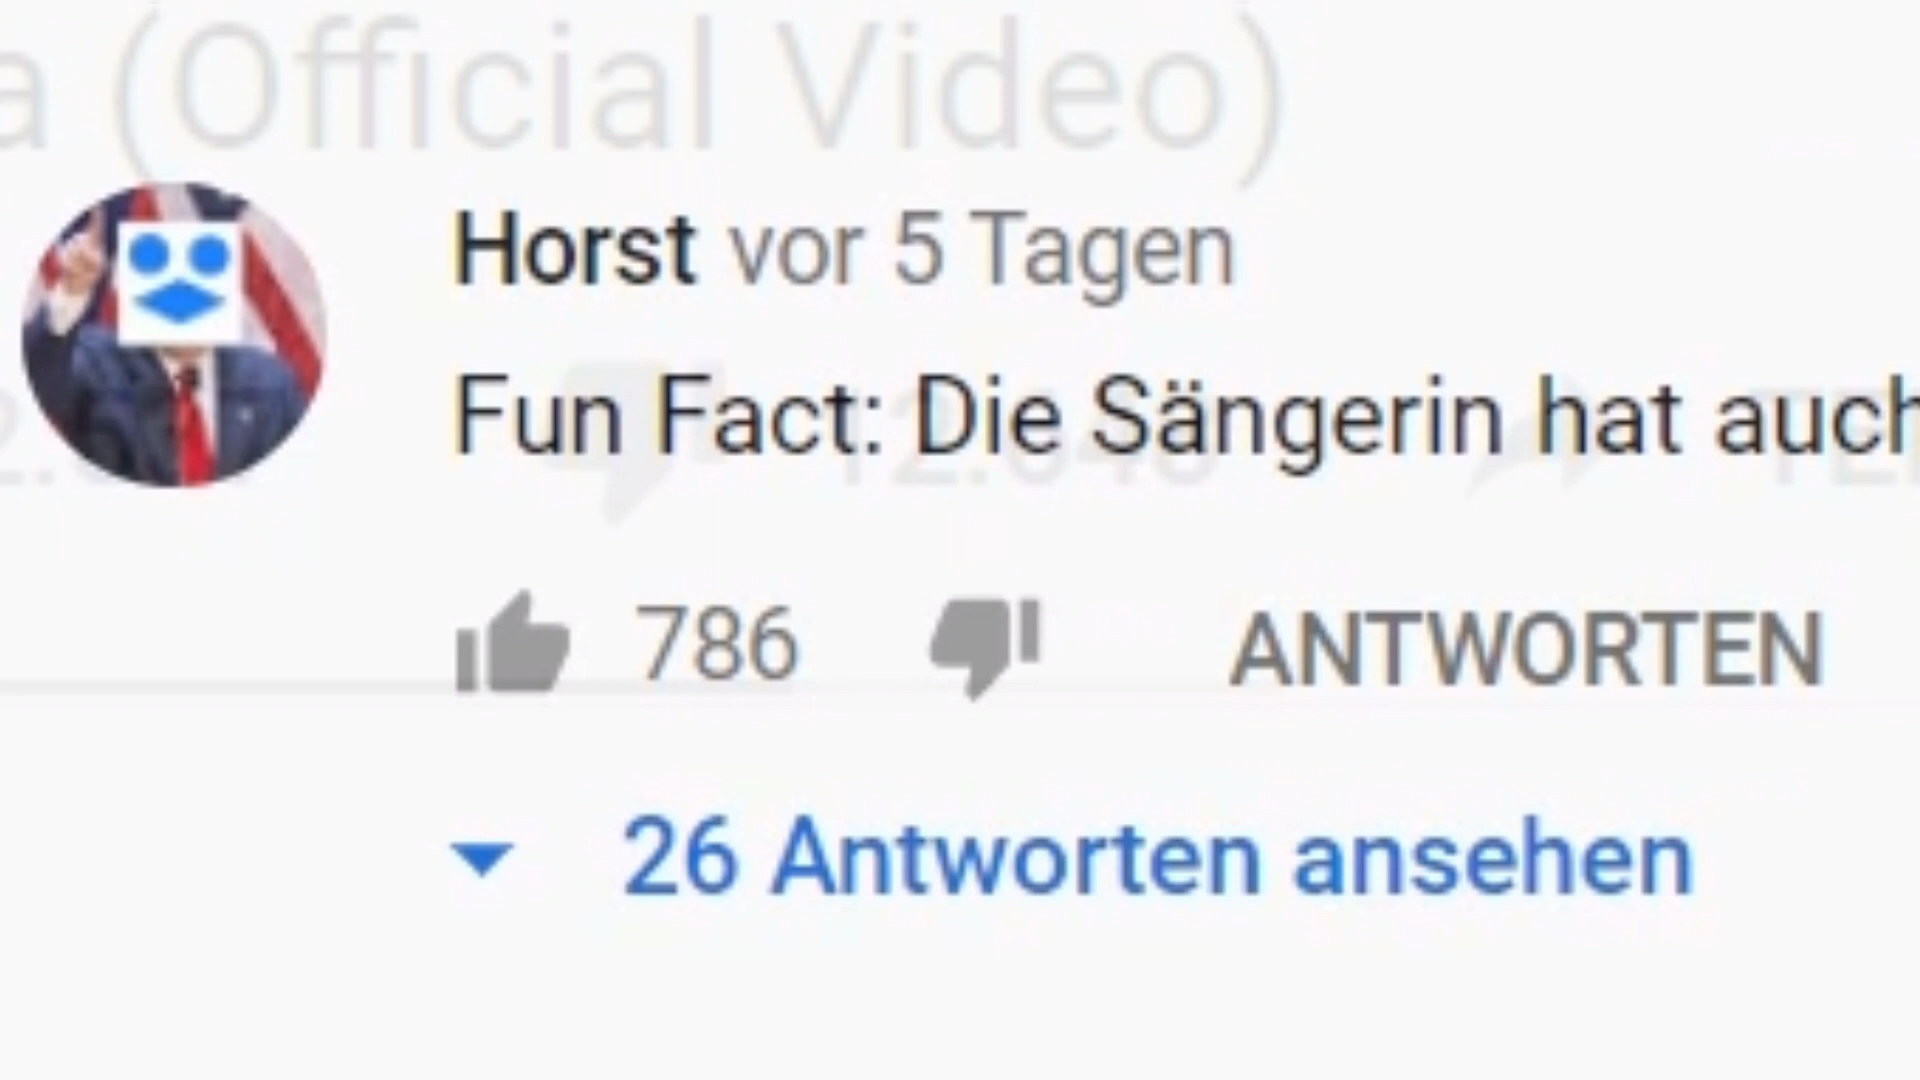 a (Official Video)
Horst vor 5 Tagen
Fun Fact: Die Sängerin hat auch
786 ANTWORTEN
26 Antworten ansehen